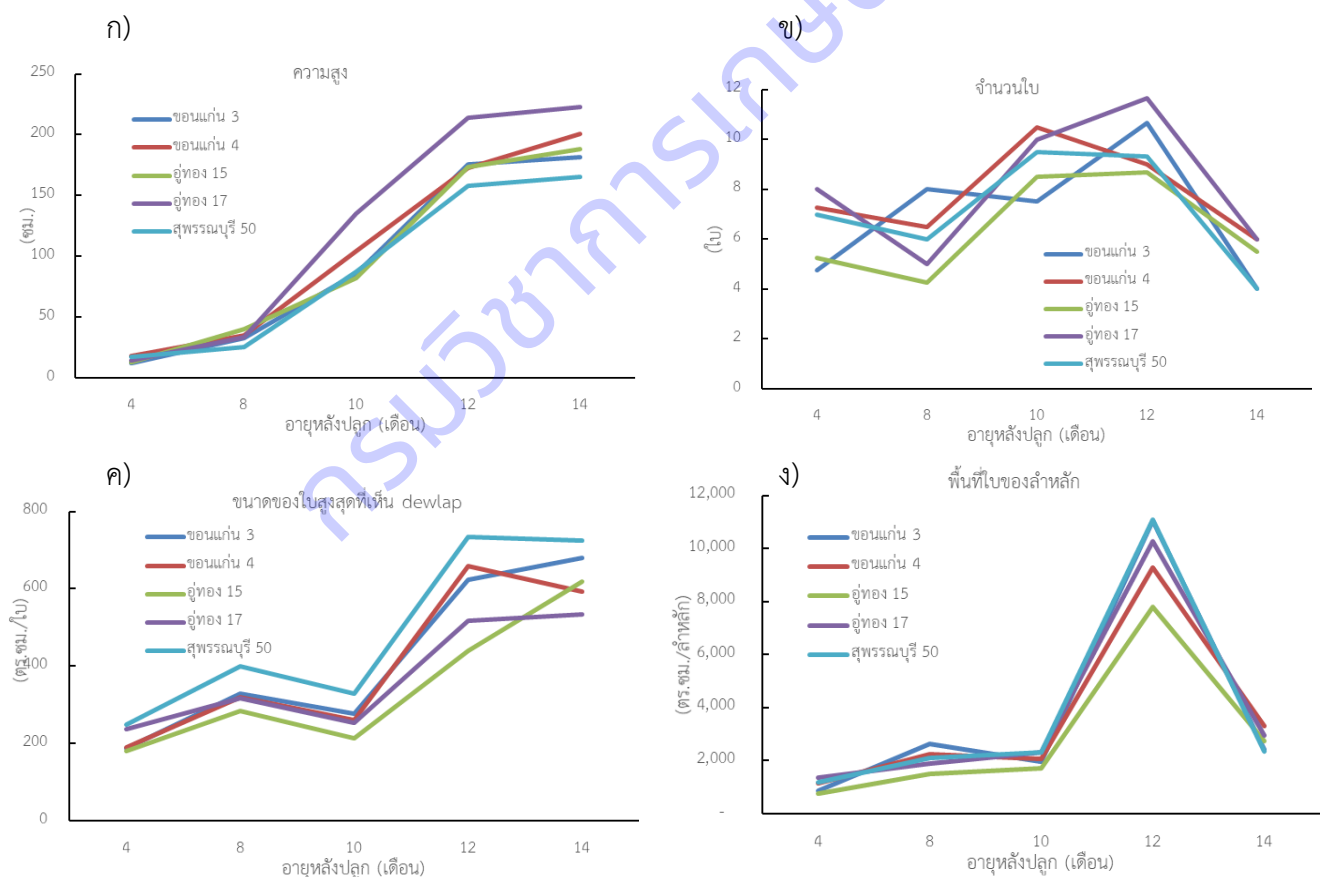 ก)
ความสูง
(ซม.)
250
200
150
100
50
0
ขอนแก่น 3
ขอนแก่น 4
อู่ทอง 15
อู่ทอง 17
สุพรรณบุรี 50
4 8 10 12 14
อายุหลังปลูก (เดือน)
ข)
จำนวนใบ
(ใบ)
12
10
8
6
4
2
0
ขอนแก่น 3
ขอนแก่น 4
อู่ทอง 15
อู่ทอง 17
สุพรรณบุรี 50
4 8 10 12 14
อายุหลังปลูก (เดือน)
ค)
ขนาดของใบสูงสุดที่เห็น dewlap
(ตร.ซม./ใบ)
800
600
400
200
0
ขอนแก่น 3
ขอนแก่น 4
อู่ทอง 15
อู่ทอง 17
สุพรรณบุรี 50
4 8 10 12 14
อายุหลังปลูก (เดือน)
ง)
พื้นที่ใบของลำหลัก
(ตร.ซม./ลำหลัก)
12,000
10,000
8,000
6,000
4,000
2,000
-
ขอนแก่น 3
ขอนแก่น 4
อู่ทอง 15
อู่ทอง 17
สุพรรณบุรี 50
4 8 10 12 14
อายุหลังปลูก (เดือน)
กรมวิชาการเกษ